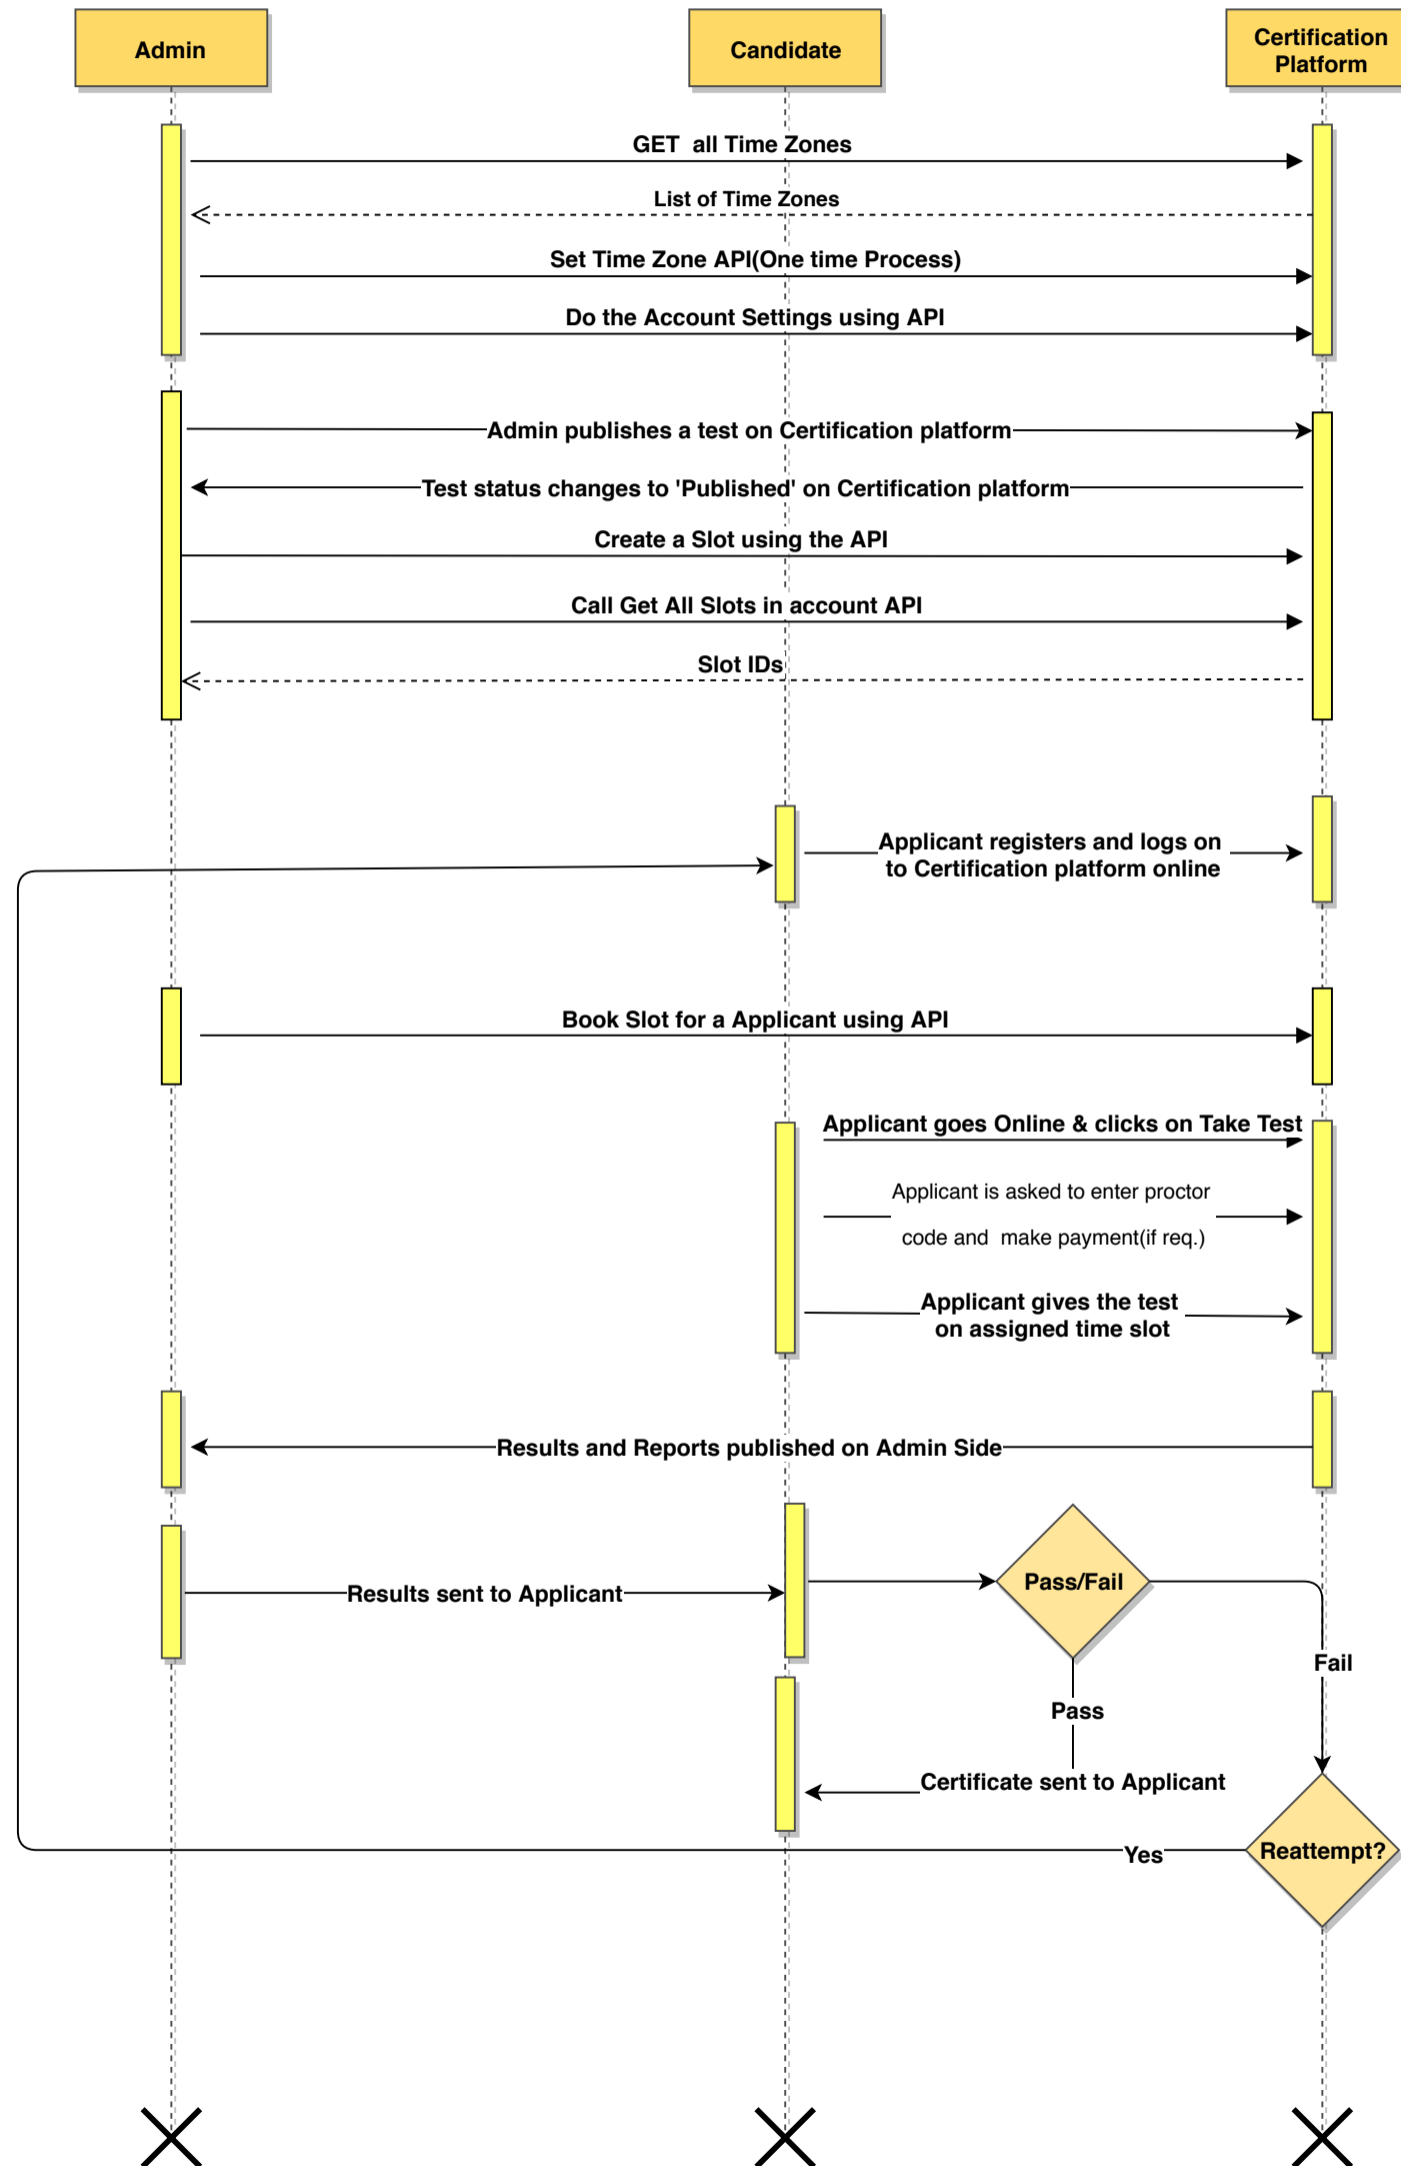 Admin
Candidate
Certification
Platform
GET  all Time Zones
List of Time Zones
Set Time Zone API(One time Process)
Do the Account Settings using API
Admin publishes a test on Certification platform
Test status changes to 'Published' on Certification platform
Create a Slot using the API
Call Get All Slots in account API
Slot IDs
Applicant registers and logs on
to Certification platform online
Book Slot for a Applicant using API
Applicant goes Online & clicks on Take Test
Applicant is asked to enter proctor
code and  make payment(if req.)
Applicant gives the test
on assigned time slot
Results and Reports published on Admin Side
Results sent to Applicant
Pass/Fail
Fail
Pass
Certificate sent to Applicant
Yes
Reattempt?